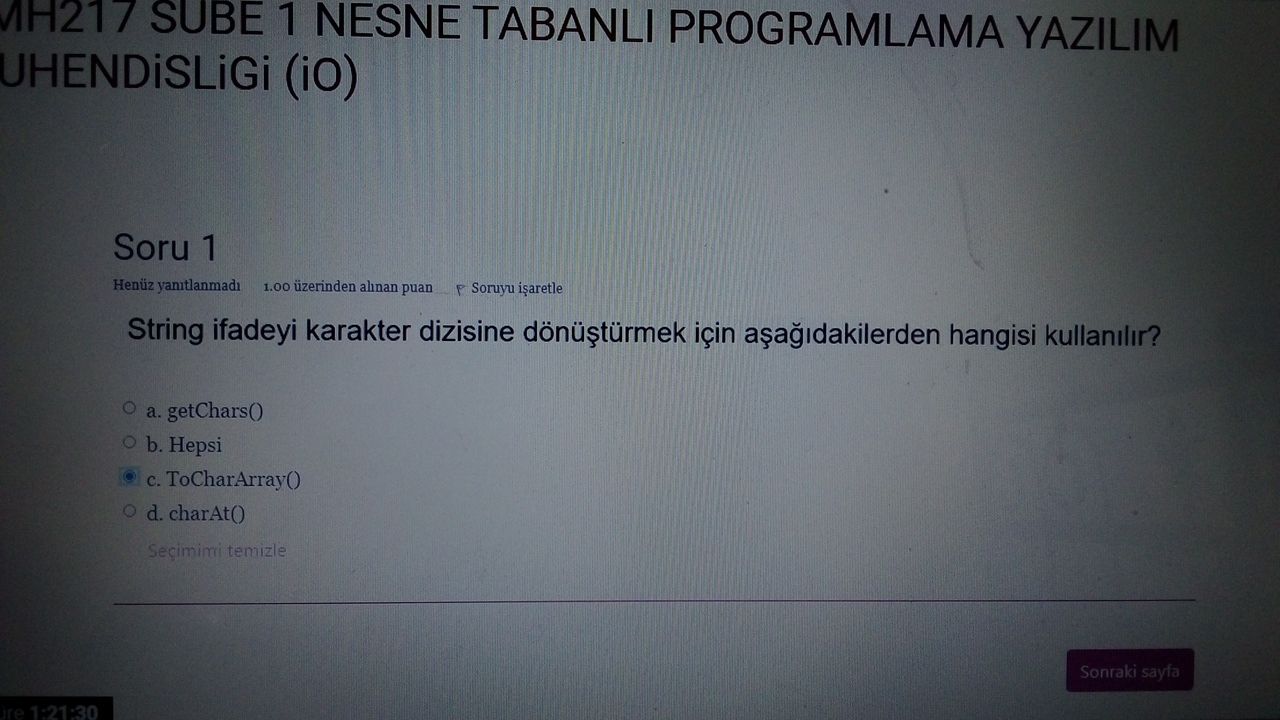 MH217 SUBE 1 NESNE TABANLI PROGRAMLAMA YAZILIM
UHENDiSLiGi (iO)
Soru 1
Henüz yanıtlanmadı 1.00 üzerinden alınan puan Soruyu işaretle
String ifadeyi karakter dizisine dönüştürmek için aşağıdakilerden hangisi kullanılır?
a. getChars()
b. Hepsi
c. ToCharArray()
d. charAt()
Seçimimi temizle
Sonraki sayfa
üre 1:21:30